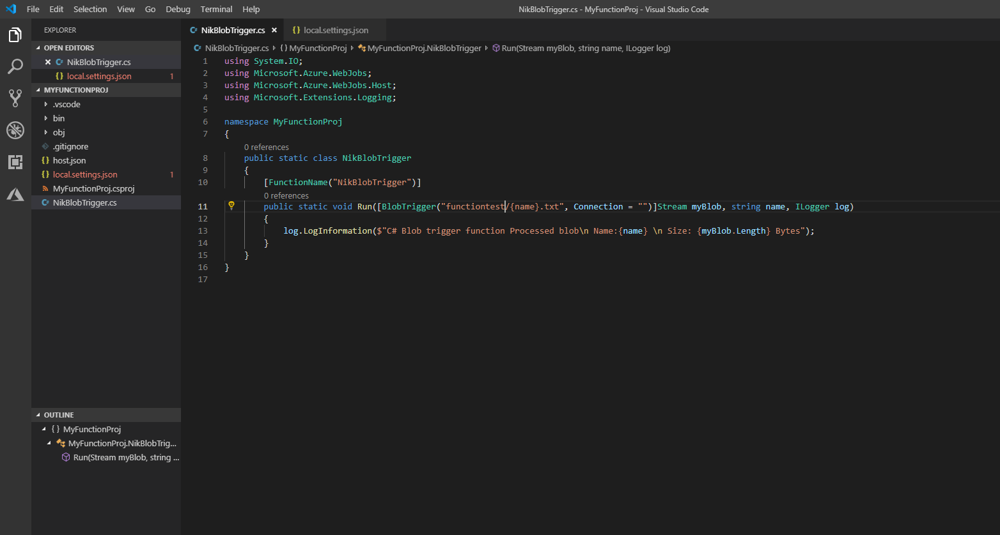 File Edit Selection View Go Debug Terminal Help
NikBlobTrigger.cs - MyFunctionProj - Visual Studio Code
EXPLORER
OPEN EDITORS
NikBlobTrigger.cs
local.settings.json 1
MYFUNCTIONPROJ
.vscode
bin
obj
.gitignore
host.json
local.settings.json 1
MyFunctionProj.csproj
NikBlobTrigger.cs
OUTLINE
{ } MyFunctionProj
MyFunctionProj.NikBlobTrig...
Run(Stream myBlob, string ...
NikBlobTrigger.cs
local.settings.json
NikBlobTrigger.cs { } MyFunctionProj MyFunctionProj.NikBlobTrigger Run(Stream myBlob, string name, ILogger log)
1 using System.IO;
2 using Microsoft.Azure.WebJobs;
3 using Microsoft.Azure.WebJobs.Host;
4 using Microsoft.Extensions.Logging;
5
6 namespace MyFunctionProj
7 {
0 references
8 public static class NikBlobTrigger
9 {
10 [FunctionName("NikBlobTrigger")]
0 references
11 public static void Run([BlobTrigger("functiontest/{name}.txt", Connection = "")]Stream myBlob, string name, ILogger log)
12 {
13 log.LogInformation($"C# Blob trigger function Processed blob\n Name:{name} \n Size: {myBlob.Length} Bytes");
14 }
15 }
16 }
17